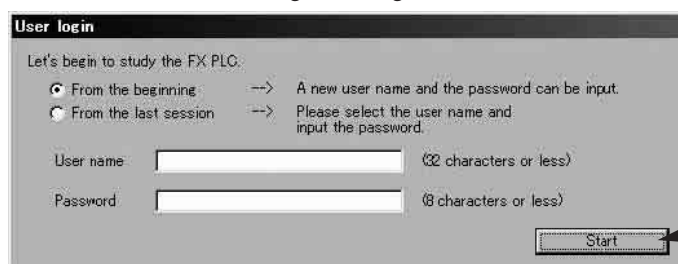 User login
Let's begin to study the FX PLC.
From the beginning --> A new user name and the password can be input.
From the last session --> Please select the user name and
input the password.
User name (32 characters or less)
Password (8 characters or less)
Start